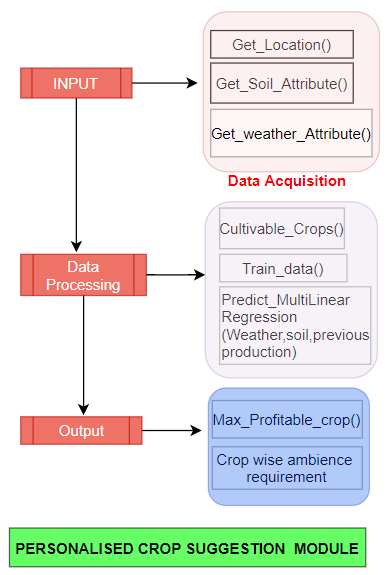 Get_Location()
INPUT
Get_Soil_Attribute()
Get_weather_Attribute()
Data Acquisition
Cultivable_Crops()
Data
Processing
Train_data()
Predict_MultiLinear
Regression
(Weather,soil,previous
production)
Max_Profitable_crop()
Output
Crop wise ambience
requirement
PERSONALISED CROP SUGGESTION MODULE